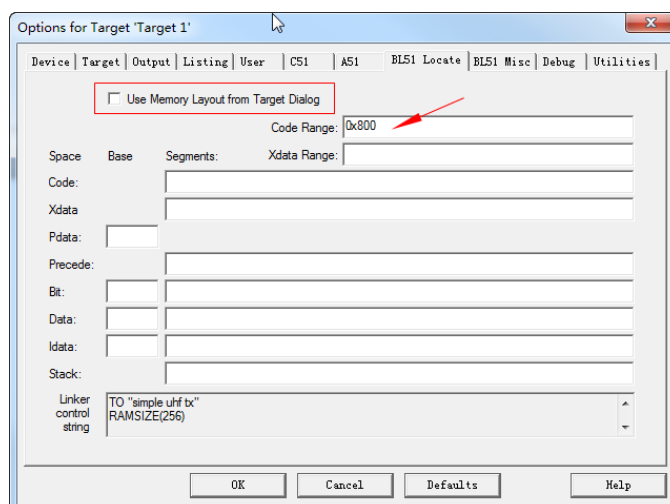 Options for Target 'Target 1'
Device Target Output Listing User C51 A51 BL51 Locate BL51 Misc Debug Utilities
Use Memory Layout from Target Dialog
Code Range: 0x800
Space Base Segments: Xdata Range:
Code:
Xdata
Pdata:
Precede:
Bit:
Data:
Idata:
Stack:
Linker control string
TO "simple uhf tx"
RAMSIZE(256)
OK Cancel Defaults Help